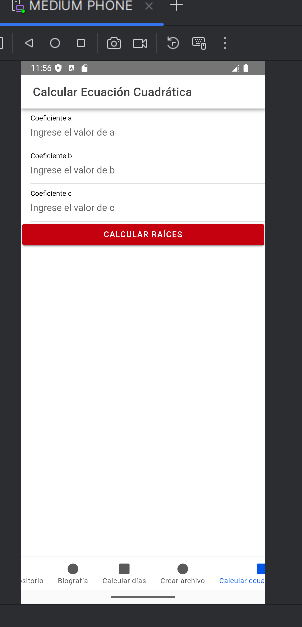 MEDIUM PHONE
11:56
Calcular Ecuación Cuadrática
Coeficiente a
Ingrese el valor de a
Coeficiente b
Ingrese el valor de b
Coeficiente c
Ingrese el valor de c
CALCULAR RAÍCES
ositorio Biografía Calcular días Crear archivo Calcular ecua